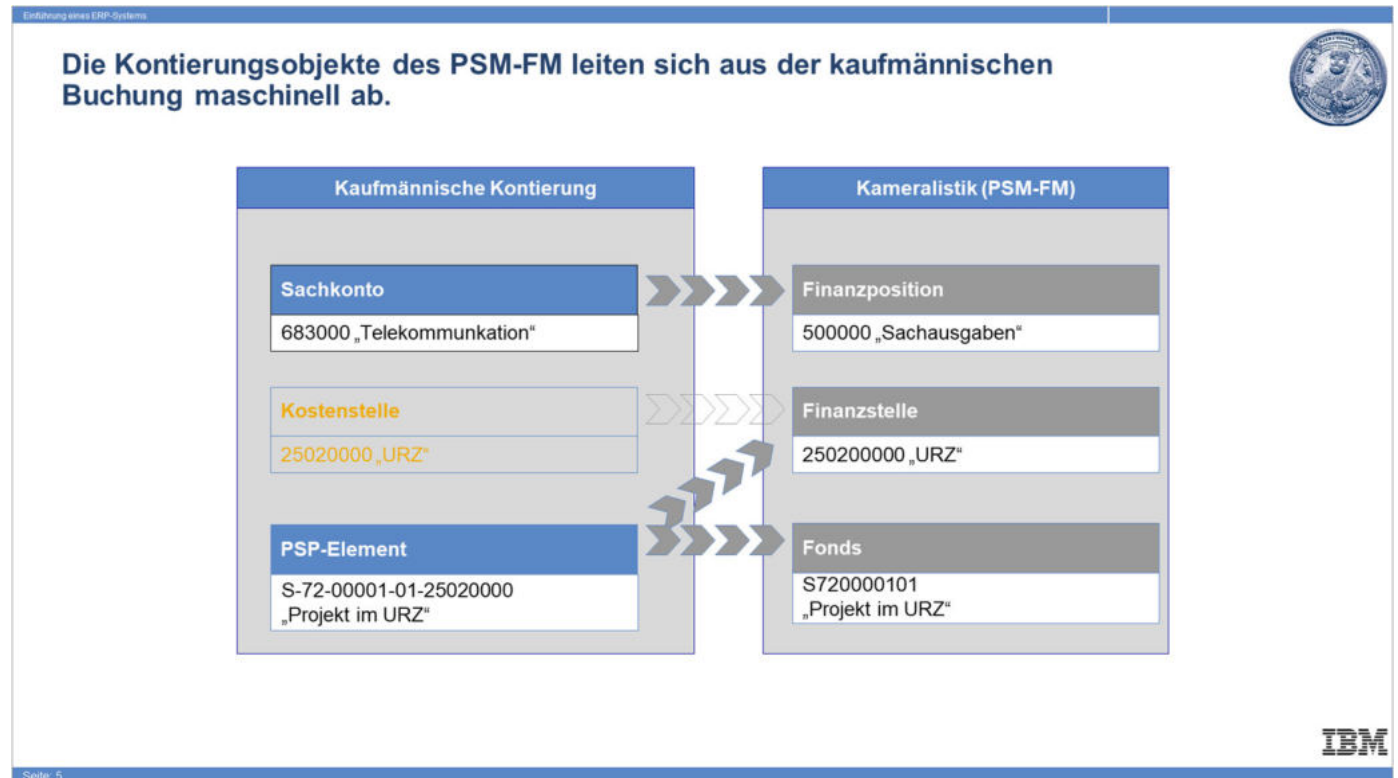 Einführung eines ERP-Systems
Die Kontierungsobjekte des PSM-FM leiten sich aus der kaufmännischen
Buchung maschinell ab.
Kaufmännische Kontierung
Sachkonto
683000 „Telekommunkation“
Kostenstelle
25020000 „URZ“
PSP-Element
S-72-00001-01-25020000
„Projekt im URZ“
Kameralistik (PSM-FM)
Finanzposition
500000 „Sachausgaben“
Finanzstelle
250200000 „URZ“
Fonds
S720000101
„Projekt im URZ“
IBM
Seite: 5